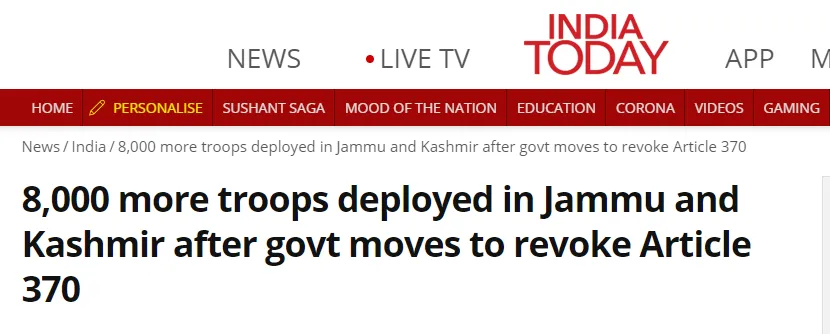 NEWS
LIVE TV
INDIA
TODAY
APP
M
HOME
PERSONALISE
SUSHANT SAGA
MOOD OF THE NATION
EDUCATION
CORONA
VIDEOS
GAMING
News / India / 8,000 more troops deployed in Jammu and Kashmir after govt moves to revoke Article 370
8,000 more troops deployed in Jammu and
Kashmir after govt moves to revoke Article
370